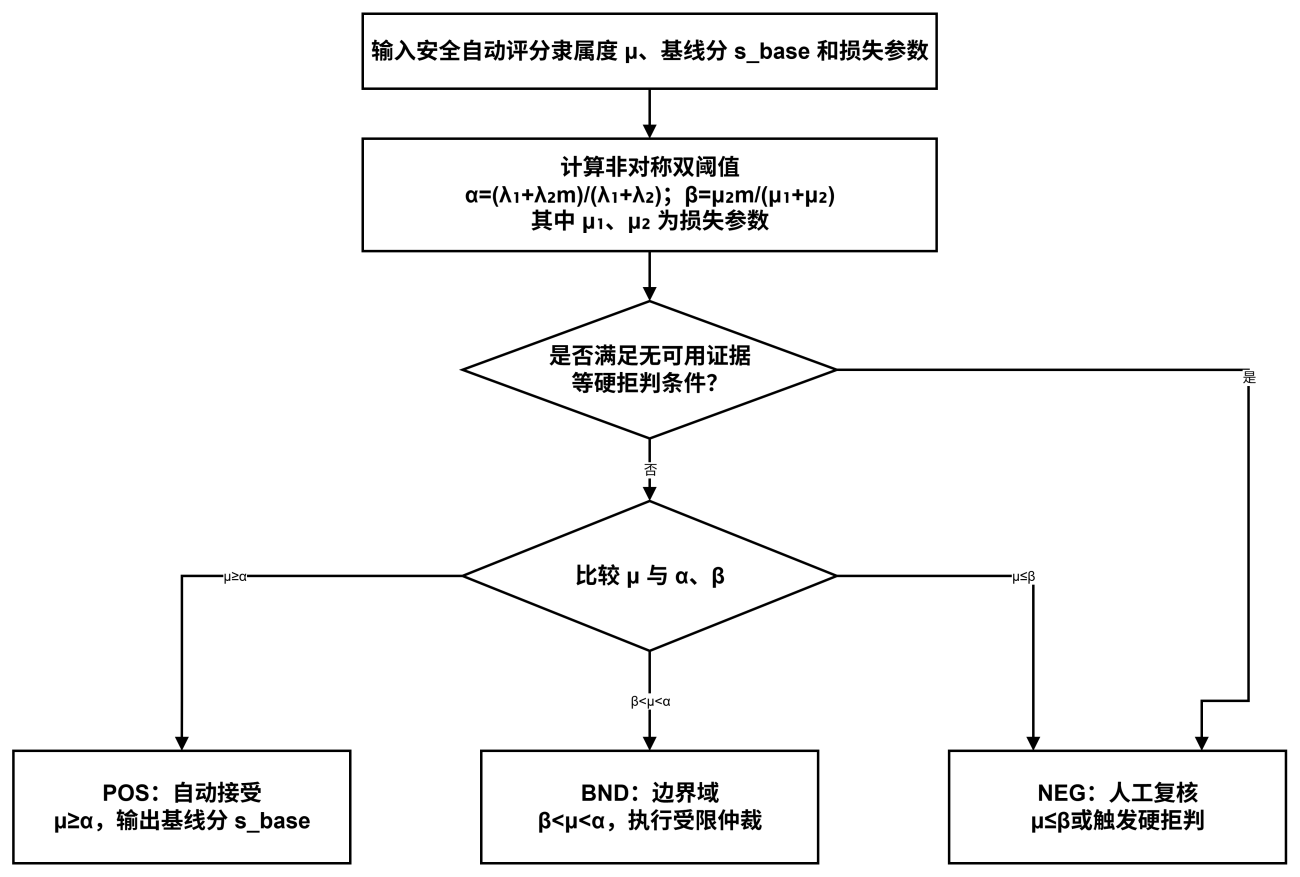 输入安全自动评分隶属度 μ、基线分 s_base 和损失参数
计算非对称双阈值
α=(λ₁+λ₂m)/(λ₁+λ₂)；β=μ₂m/(μ₁+μ₂)
其中 μ₁、μ₂ 为损失参数
是否满足无可用证据
等硬拒判条件？
是
否
比较 μ 与 α、β
μ≥α
μ≤β
β<μ<α
POS：自动接受
μ≥α，输出基线分 s_base
BND：边界域
β<μ<α，执行受限仲裁
NEG：人工复核
μ≤β或触发硬拒判